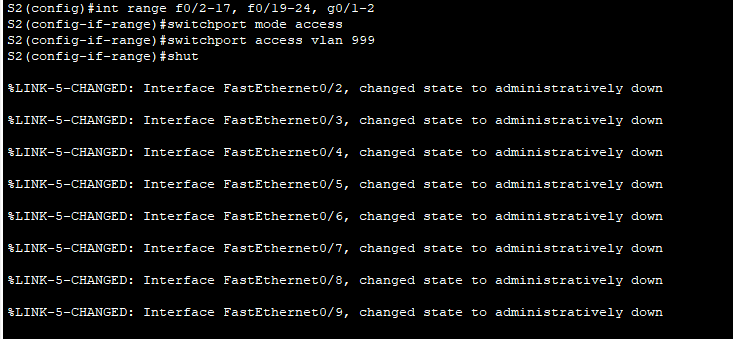 S2(config)#int range f0/2-17, f0/19-24, g0/1-2
S2(config-if-range)#switchport mode access
S2(config-if-range)#switchport access vlan 999
S2(config-if-range)#shut
%LINK-5-CHANGED: Interface FastEthernet0/2, changed state to administratively down
%LINK-5-CHANGED: Interface FastEthernet0/3, changed state to administratively down
%LINK-5-CHANGED: Interface FastEthernet0/4, changed state to administratively down
%LINK-5-CHANGED: Interface FastEthernet0/5, changed state to administratively down
%LINK-5-CHANGED: Interface FastEthernet0/6, changed state to administratively down
%LINK-5-CHANGED: Interface FastEthernet0/7, changed state to administratively down
%LINK-5-CHANGED: Interface FastEthernet0/8, changed state to administratively down
%LINK-5-CHANGED: Interface FastEthernet0/9, changed state to administratively down